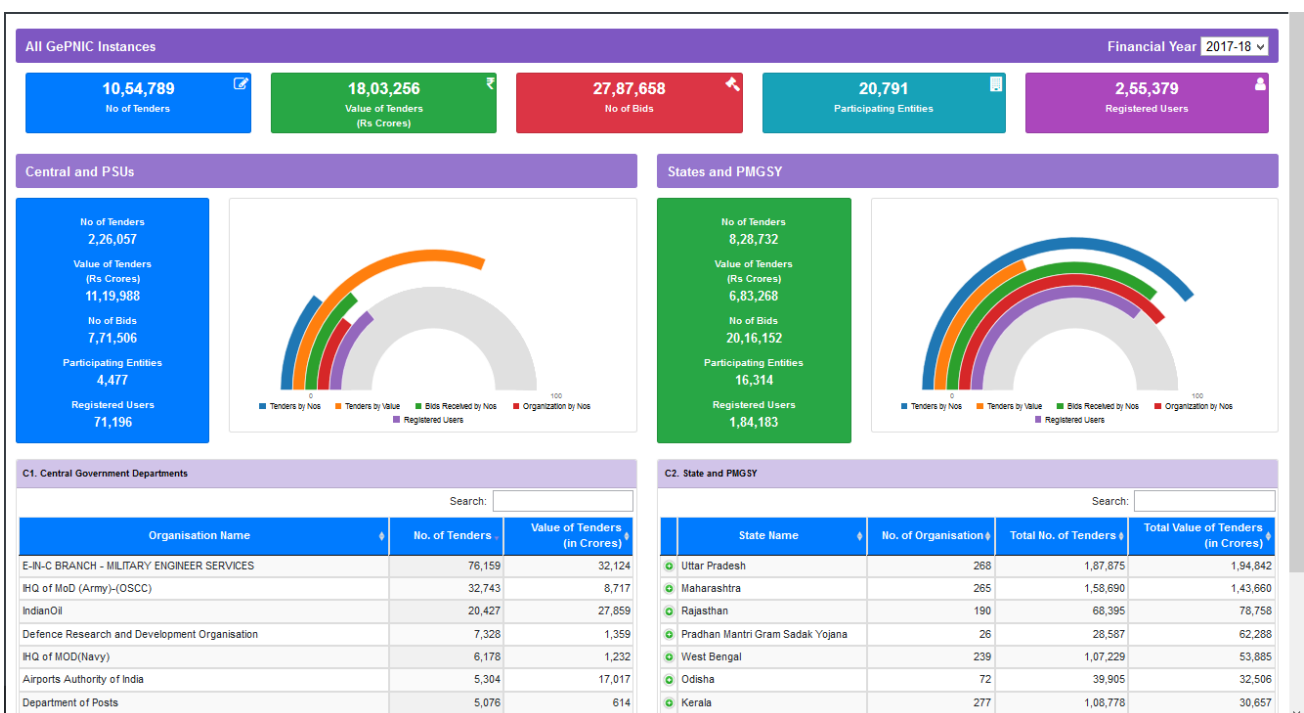 All GePNIC Instances
Financial Year 2017-18
10,54,789
No of Tenders
18,03,256
Value of Tenders
(Rs Crores)
27,87,658
No of Bids
20,791
Participating Entities
2,55,379
Registered Users
Central and PSUs
No of Tenders
2,26,057
Value of Tenders
(Rs Crores)
11,19,988
No of Bids
7,71,506
Participating Entities
4,477
Registered Users
71,196
0 100
Tenders by Nos Tenders by Value Bids Received by Nos Organization by Nos
Registered Users
States and PMGSY
No of Tenders
8,28,732
Value of Tenders
(Rs Crores)
6,83,268
No of Bids
20,16,152
Participating Entities
16,314
Registered Users
1,84,183
0 100
Tenders by Nos Tenders by Value Bids Received by Nos Organization by Nos
Registered Users
C1. Central Government Departments
Search:
Organisation Name No. of Tenders Value of Tenders
(in Crores)
E-IN-C BRANCH - MILITARY ENGINEER SERVICES 76,159 32,124
IHQ of MoD (Army)-(OSCC) 32,743 8,717
IndianOil 20,427 27,859
Defence Research and Development Organisation 7,328 1,359
IHQ of MOD(Navy) 6,178 1,232
Airports Authority of India 5,304 17,017
Department of Posts 5,076 614
C2. State and PMGSY
Search:
State Name No. of Organisation Total No. of Tenders Total Value of Tenders
(in Crores)
Uttar Pradesh 268 1,87,875 1,94,842
Maharashtra 265 1,58,690 1,43,660
Rajasthan 190 68,395 78,758
Pradhan Mantri Gram Sadak Yojana 26 28,587 62,288
West Bengal 239 1,07,229 53,885
Odisha 72 39,905 32,506
Kerala 277 1,08,778 30,657